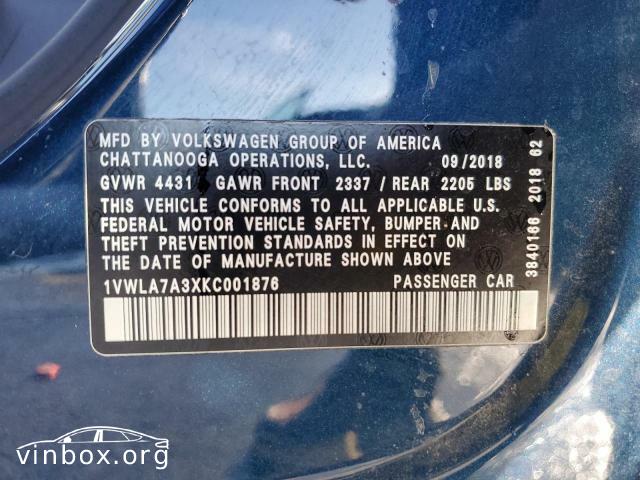 MFD BY VOLKSWAGEN GROUP OF AMERICA
CHATTANOOGA OPERATIONS, LLC. 09/2018
GVWR 4431 GAWR FRONT 2337 / REAR 2205 LBS
THIS VEHICLE CONFORMS TO ALL APPLICABLE U.S.
FEDERAL MOTOR VEHICLE SAFETY, BUMPER AND
THEFT PREVENTION STANDARDS IN EFFECT ON
THE DATE OF MANUFACTURE SHOWN ABOVE
1VWLA7A3XKC001876 PASSENGER CAR
3840186 2018 62
vinbox.org